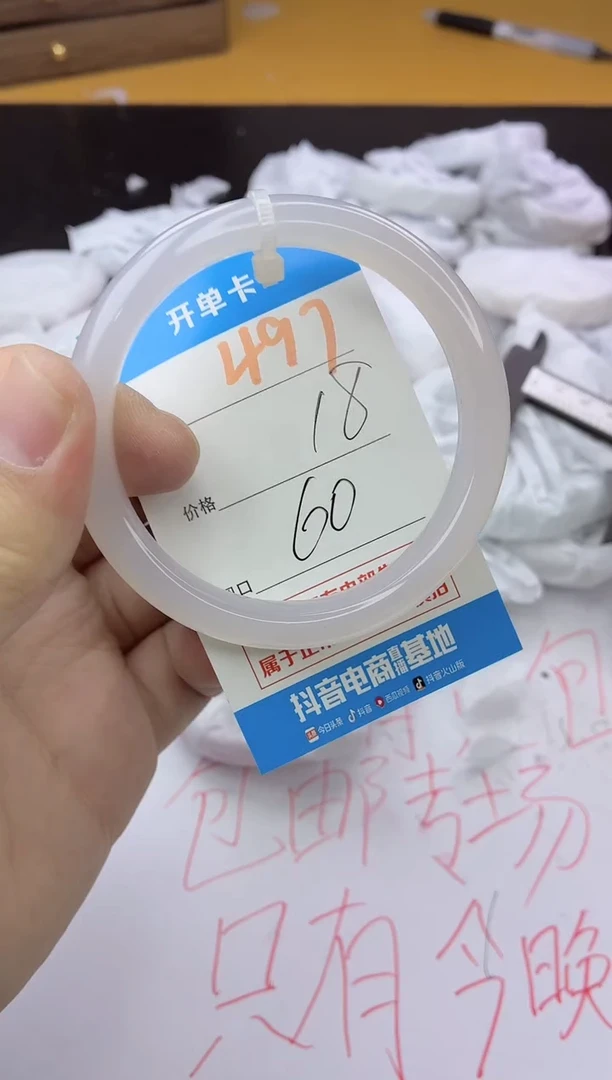 开单卡
497
18
价格
60
抖音电商直播基地
今日头条 抖音 西瓜视频 抖音火山版
包
包邮专场
只有今晚